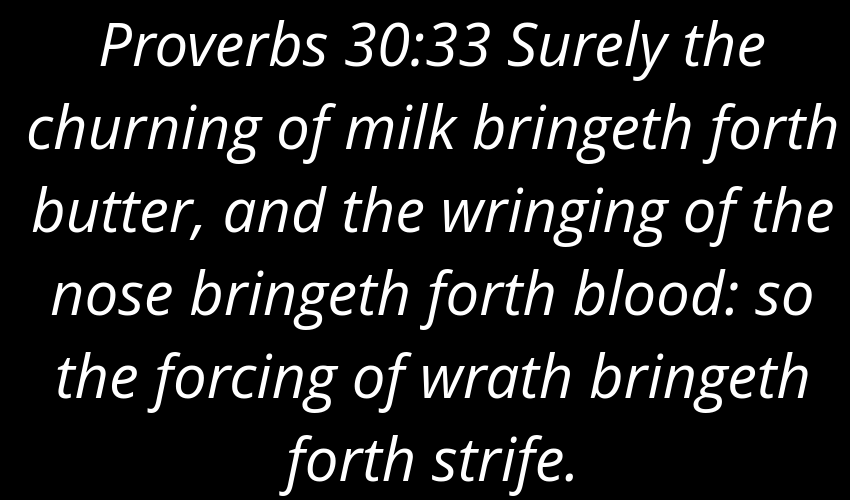 Proverbs 30:33 Surely the
churning of milk bringeth forth
butter, and the wringing of the
nose bringeth forth blood: so
the forcing of wrath bringeth
forth strife.